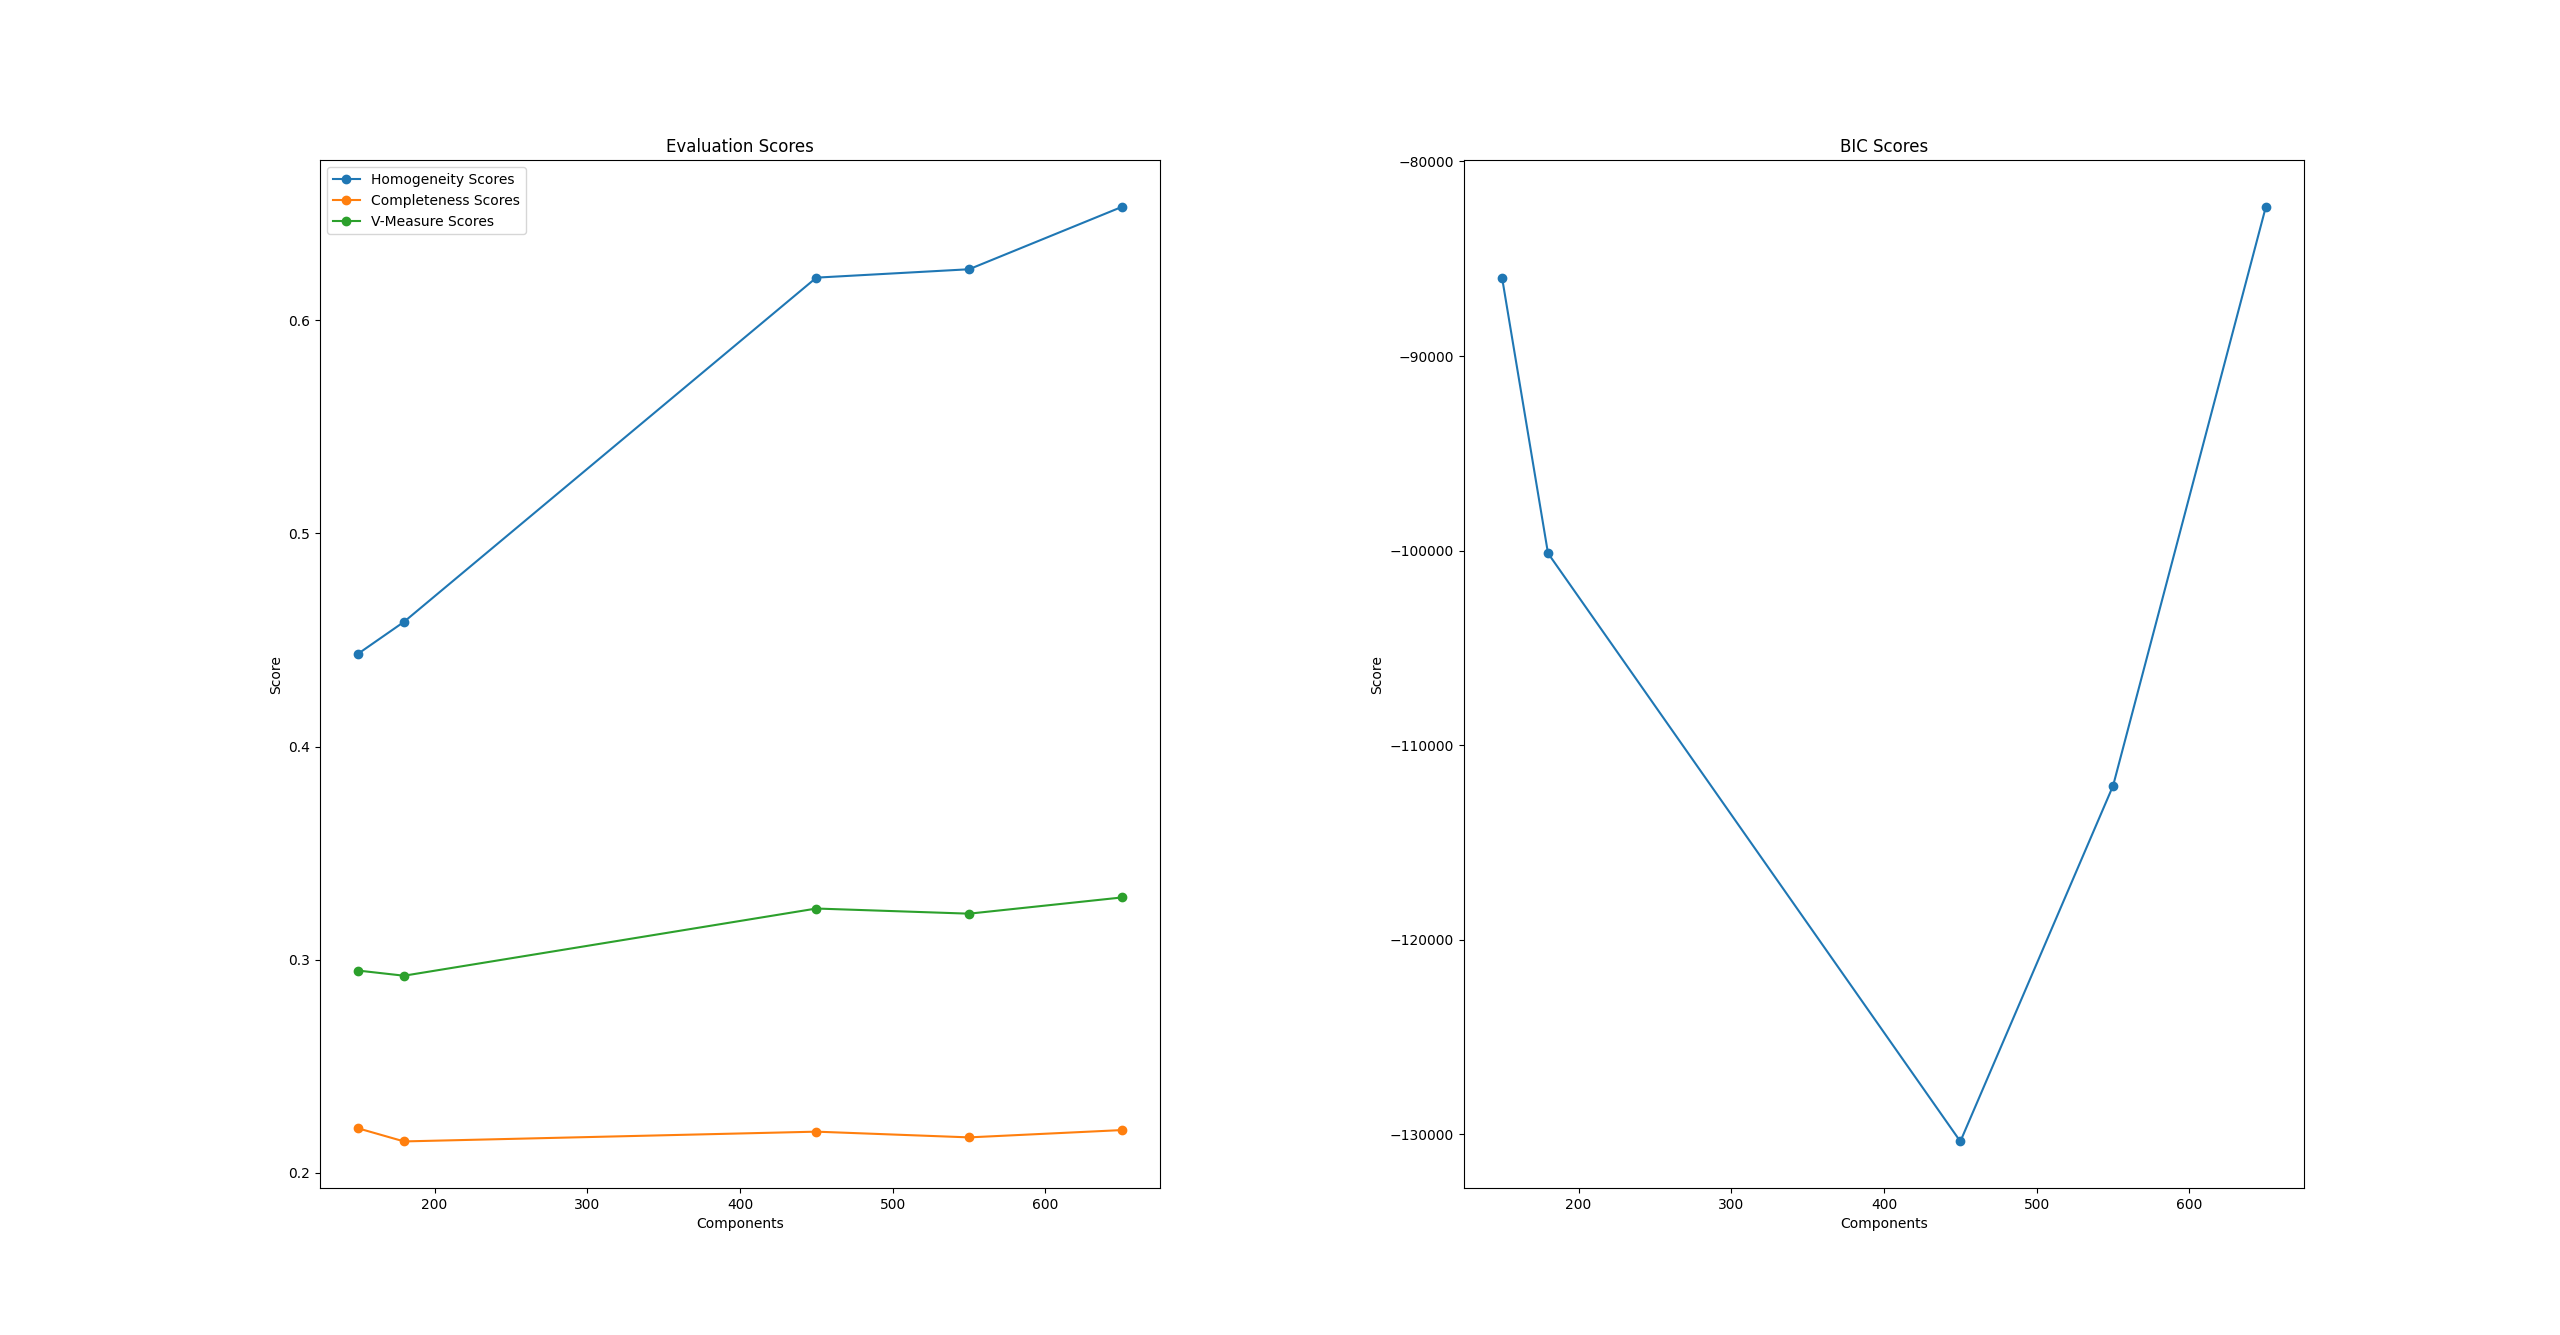 Evaluation Scores
Homogeneity Scores
Completeness Scores
V-Measure Scores
0.6
0.5
0.4
0.3
0.2
Score
200 300 400 500 600
Components
BIC Scores
−80000
−90000
−100000
−110000
−120000
−130000
Score
200 300 400 500 600
Components